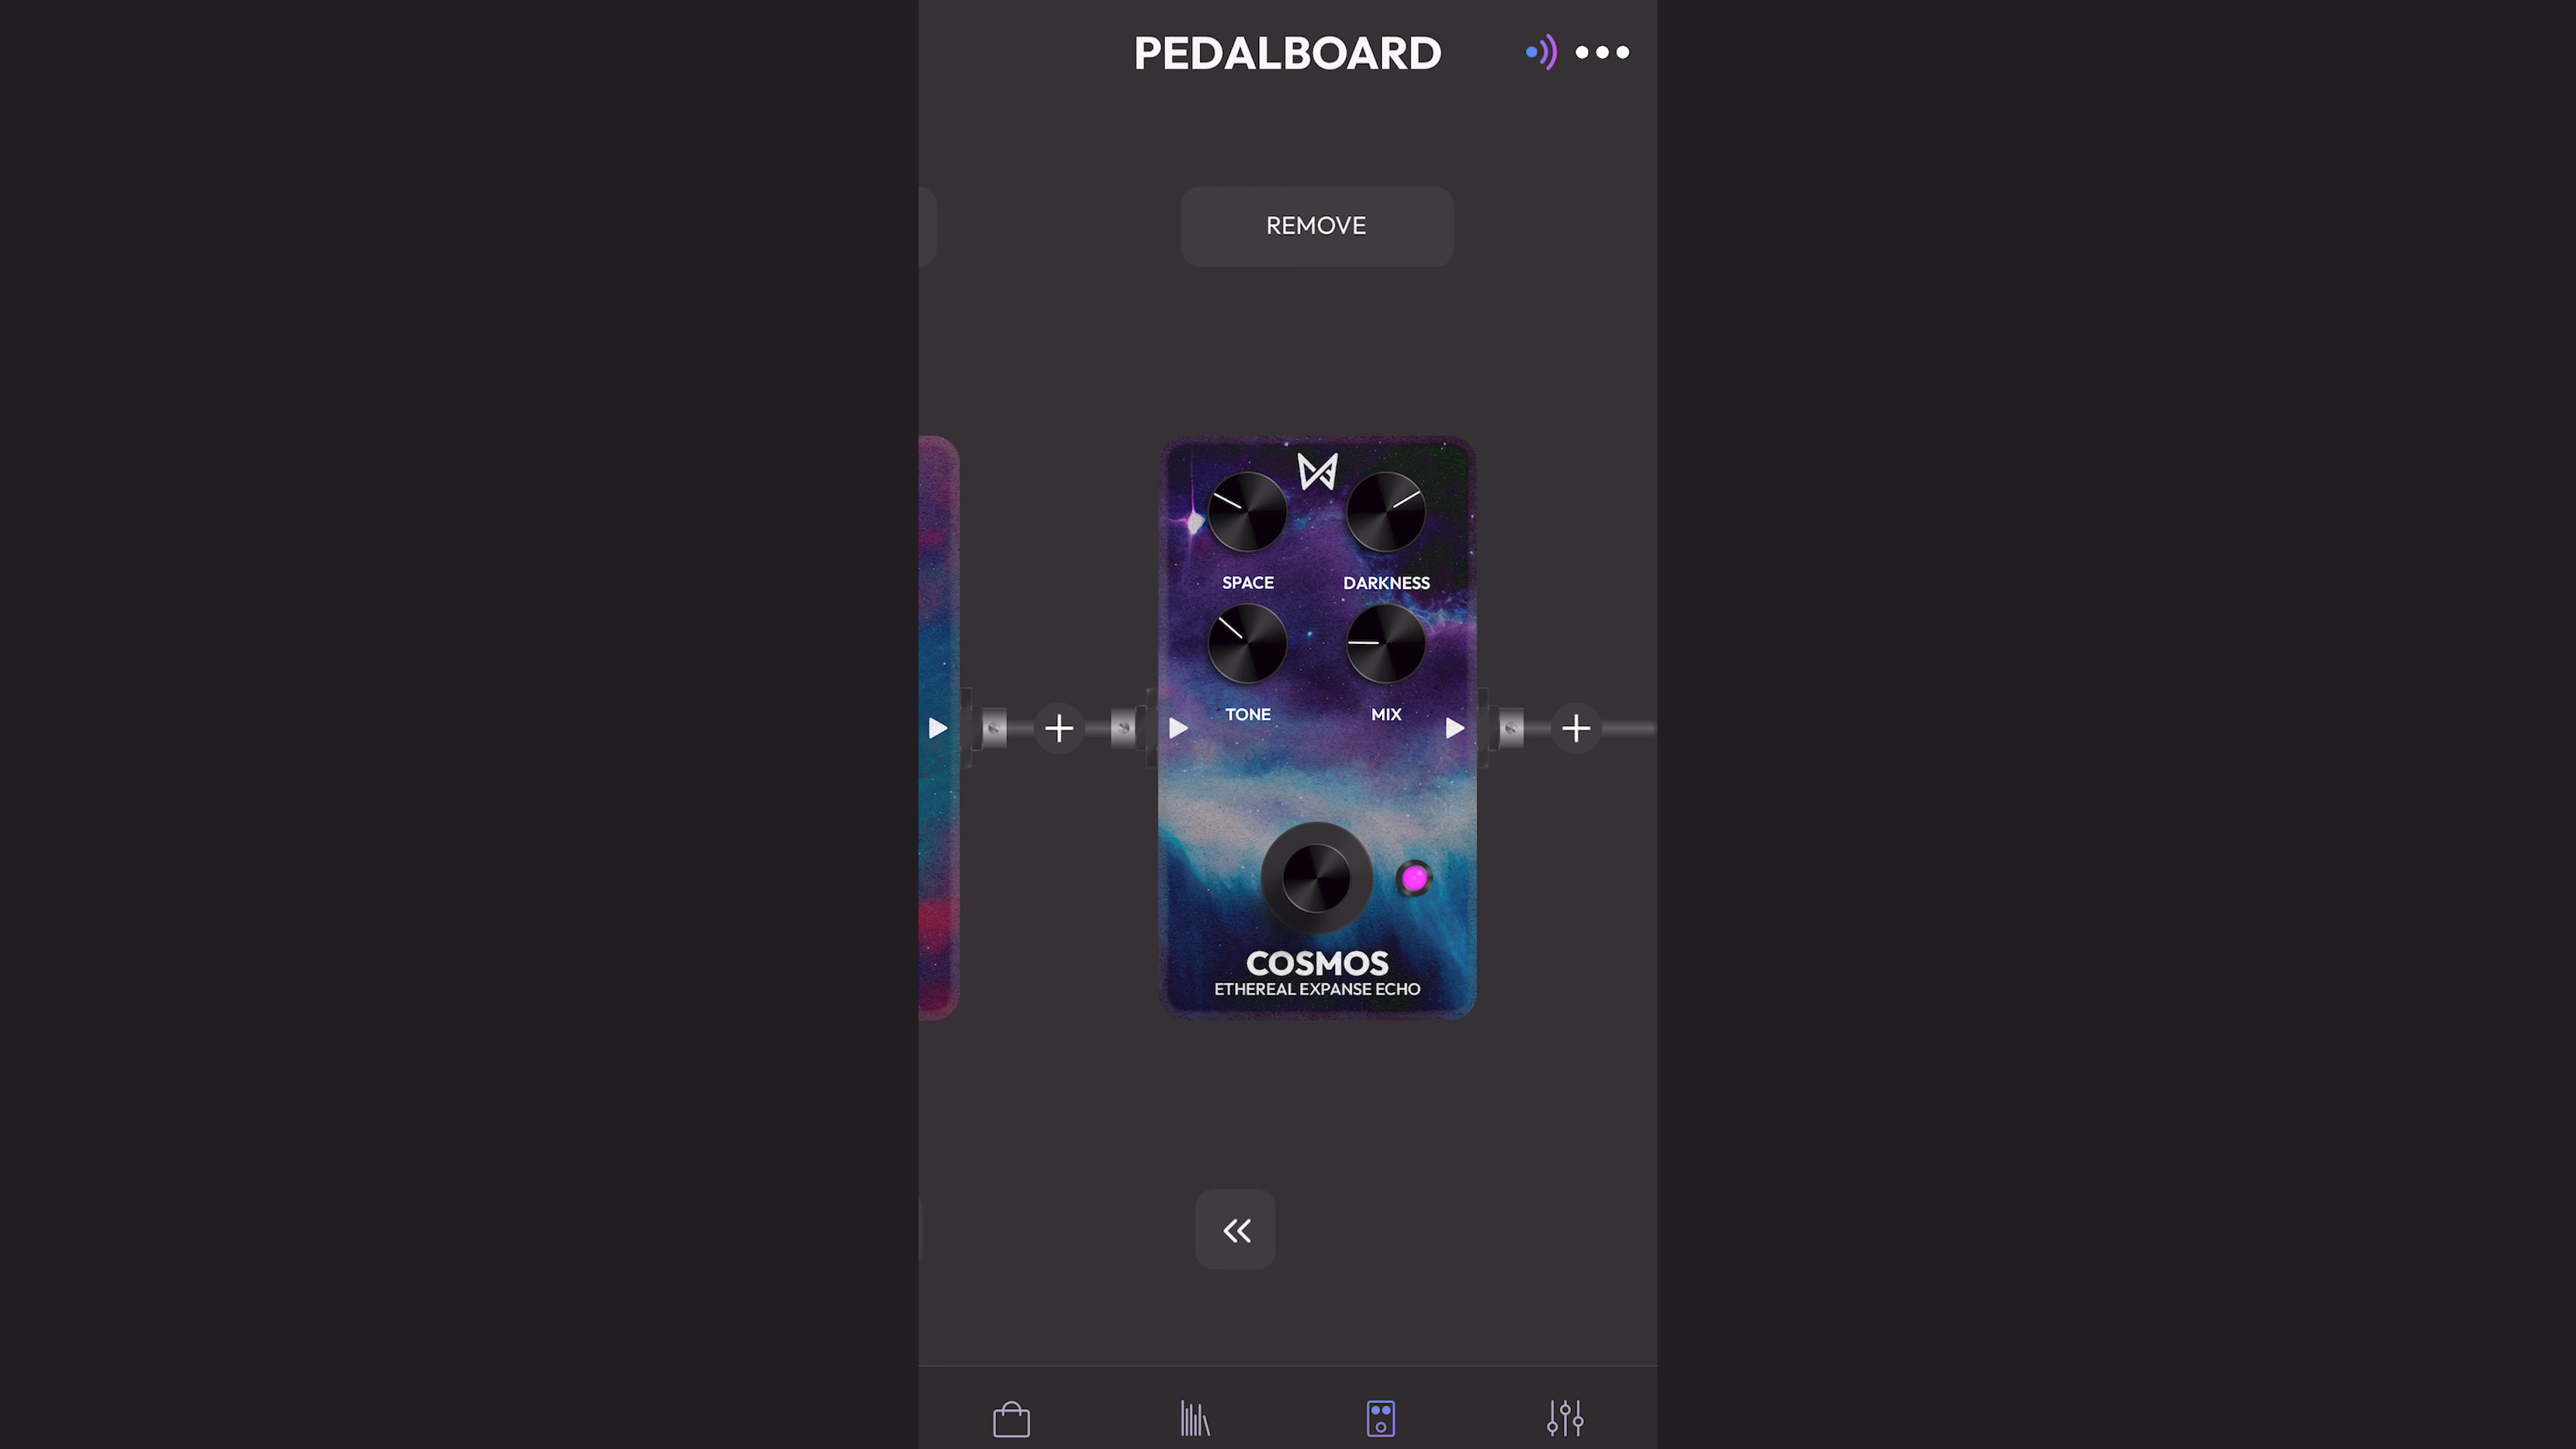 PEDALBOARD
REMOVE
SPACE
DARKNESS
TONE
MIX
COSMOS
ETHEREAL EXPANSE ECHO